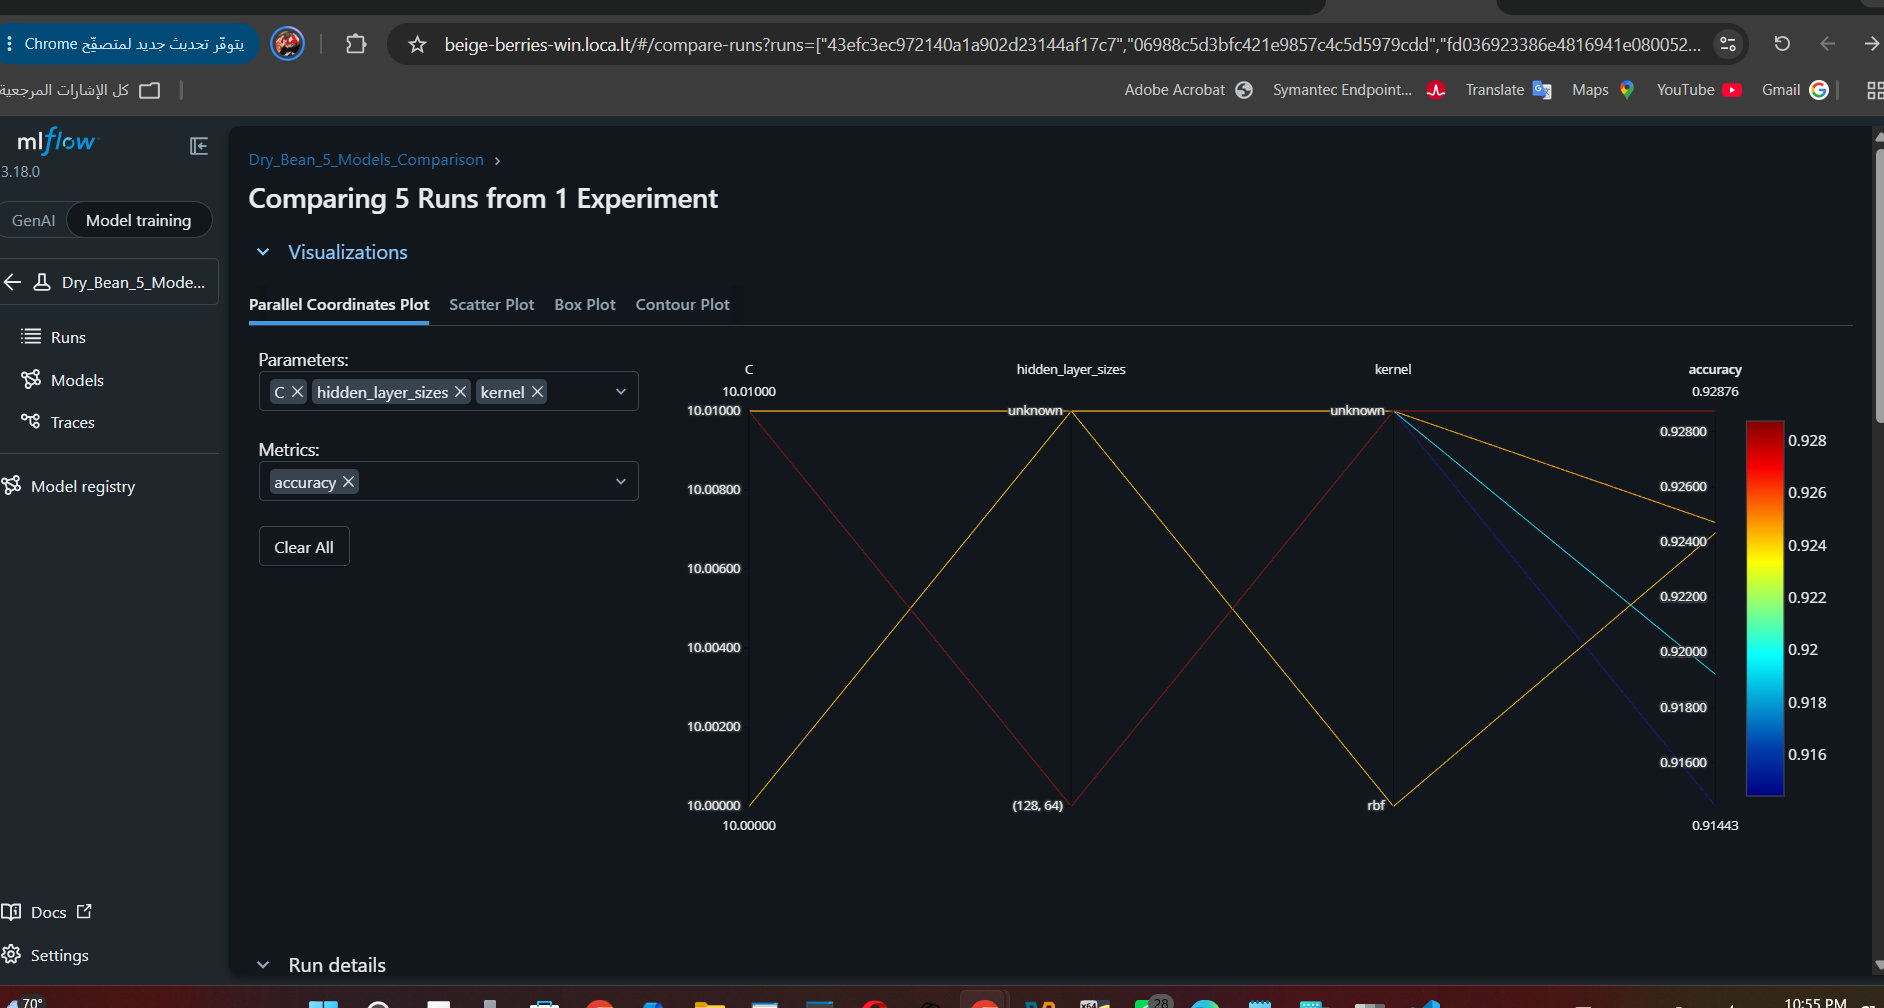 يتوفّر تحديث جديد لمتصفّح Chrome
beige-berries-win.loca.lt/#/compare-runs?runs=["43efc3ec972140a1a902d23144af17c7","06988c5d3bfc421e9857c4c5d5979cdd","fd036923386e4816941e080052...
كل الإشارات المرجعية
Adobe Acrobat
Symantec Endpoint...
Translate
Maps
YouTube
Gmail
mlflow
3.18.0
GenAI
Model training
Dry_Bean_5_Mode...
Runs
Models
Traces
Model registry
Docs
Settings
Dry_Bean_5_Models_Comparison
Comparing 5 Runs from 1 Experiment
Visualizations
Parallel Coordinates Plot
Scatter Plot
Box Plot
Contour Plot
Parameters:
C
hidden_layer_sizes
kernel
Metrics:
accuracy
Clear All
C
10.01000
10.01000
10.00800
10.00600
10.00400
10.00200
10.00000
10.00000
hidden_layer_sizes
unknown
(128, 64)
kernel
unknown
rbf
accuracy
0.92876
0.92800
0.92600
0.92400
0.92200
0.92000
0.91800
0.91600
0.91443
0.928
0.926
0.924
0.922
0.92
0.918
0.916
Run details
70°
x64
28
10:55 PM